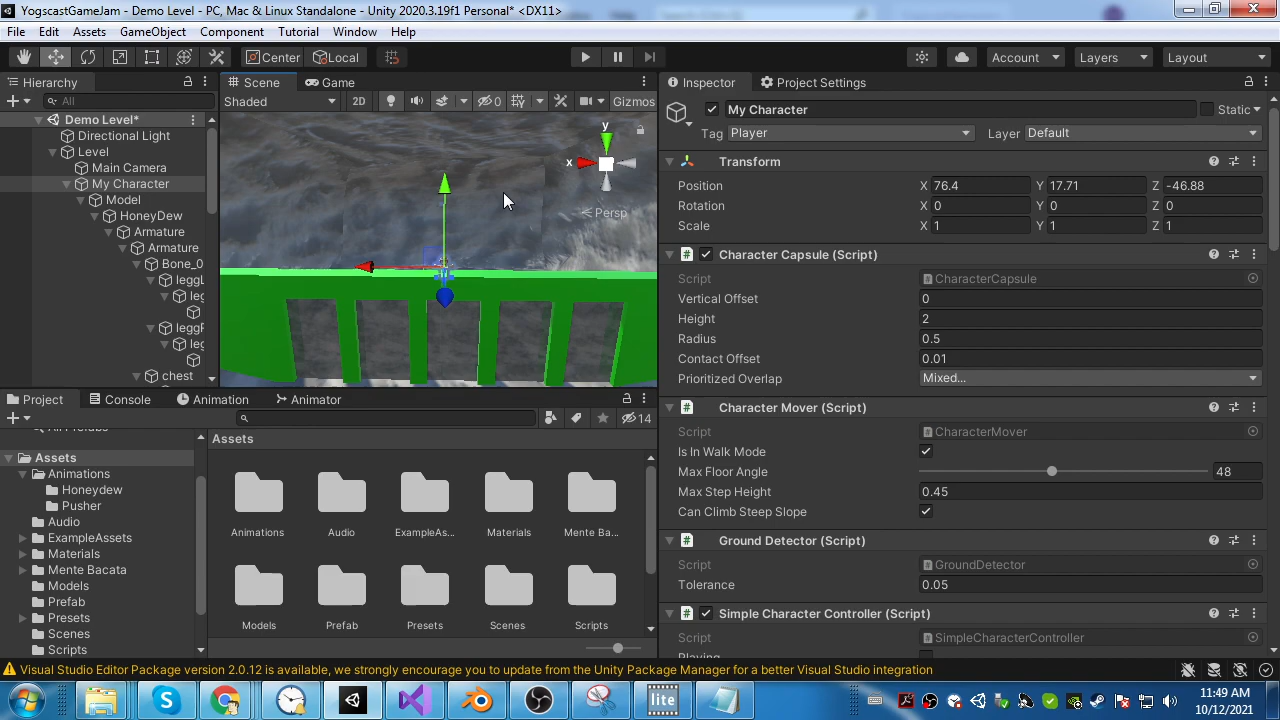 YogscastGameJam - Demo Level - PC, Mac & Linux Standalone - Unity 2020.3.19f1 Personal* <DX11>
File Edit Assets GameObject Component Tutorial Window Help
Center Local Account Layers Layout
Hierarchy
All
Demo Level*
Directional Light
Level
Main Camera
My Character
Model
HoneyDew
Armature
Armature
Bone_0
leggL
leg
leggR
leg
chest
Scene Game
Shaded 2D 0 Gizmos
y
x
Persp
Inspector Project Settings
My Character Static
Tag Player Layer Default
Transform
Position X 76.4 Y 17.71 Z -46.88
Rotation X 0 Y 0 Z 0
Scale X 1 Y 1 Z 1
Character Capsule (Script)
Script CharacterCapsule
Vertical Offset 0
Height 2
Radius 0.5
Contact Offset 0.01
Prioritized Overlap Mixed...
Character Mover (Script)
Script CharacterMover
Is In Walk Mode
Max Floor Angle 48
Max Step Height 0.45
Can Climb Steep Slope
Ground Detector (Script)
Script GroundDetector
Tolerance 0.05
Simple Character Controller (Script)
Script SimpleCharacterController
Project Console Animation Animator
14
All Prefabs
Assets
Animations
Honeydew
Pusher
Audio
ExampleAssets
Materials
Mente Bacata
Models
Prefab
Presets
Scenes
Scripts
Assets
Animations Audio ExampleAs... Materials Mente Ba...
Models Prefab Presets Scenes Scripts
Visual Studio Editor Package version 2.0.12 is available, we strongly encourage you to update from the Unity Package Manager for a better Visual Studio integration
lite
11:49 AM
10/12/2021